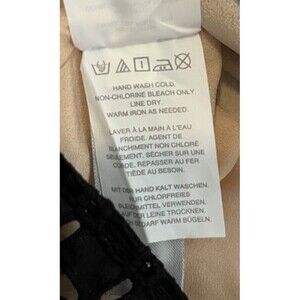 HAND WASH COLD.
NON-CHLORINE BLEACH ONLY
LINE DRY.
WARM IRON AS NEEDED.
LAVER À LA MAIN À L'EAU
FROIDE. AGENT DE
BLANCHIMENT NON CHLORÉ
SEULEMENT. SÉCHER SUR UNE
CORDE. REPASSER AU FER
TIÈDE AU BESOIN.
MIT DER HAND KALT WASCHEN.
NUR CHLORFREIES
BLEICHMITTEL VERWENDEN.
AUF DER LEINE TROCKNEN.
BEDARF WARM BÜGELN.